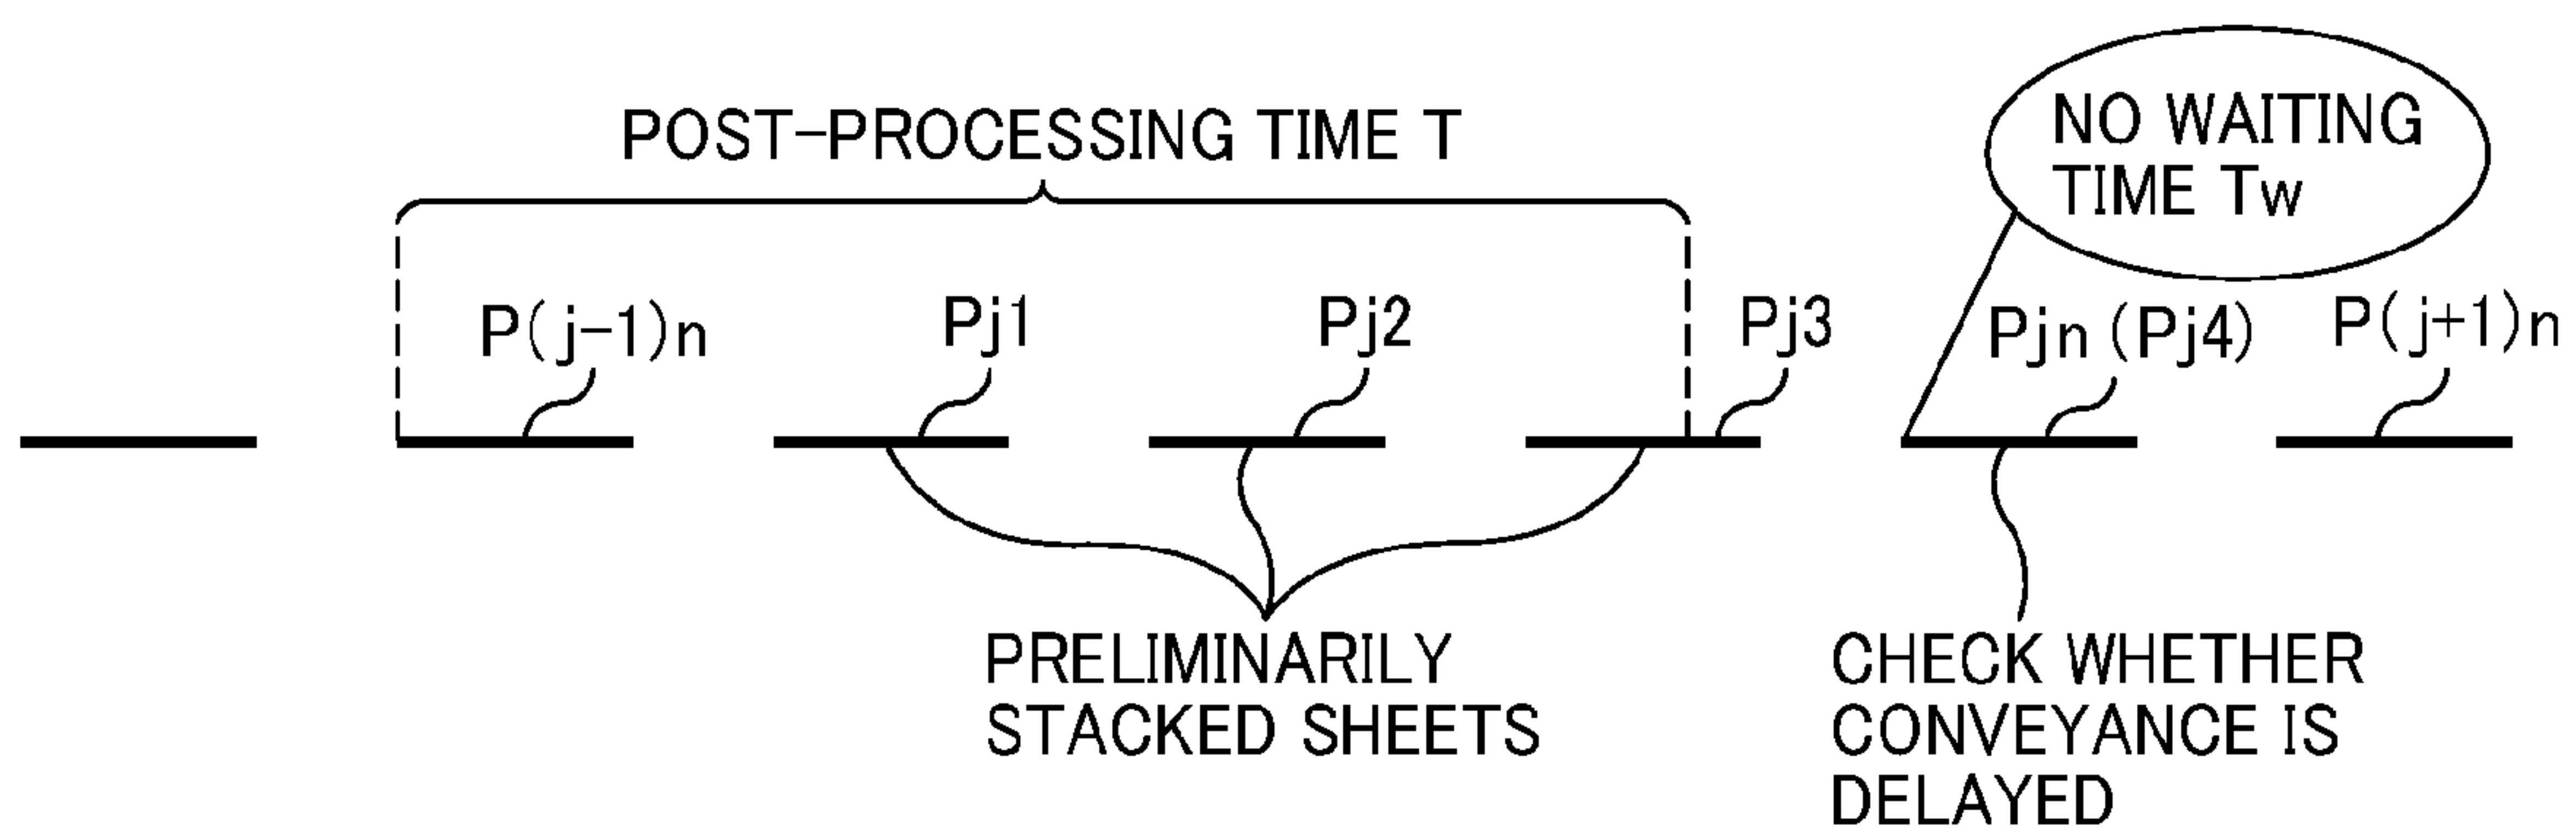 POST-PROCESSING TIME T
NO WAITING
TIME Tw
P(j-1)n
Pj1
Pj2
Pj3
Pjn (Pj4)
P(j+1)n
PRELIMINARILY
STACKED SHEETS
CHECK WHETHER
CONVEYANCE IS
DELAYED